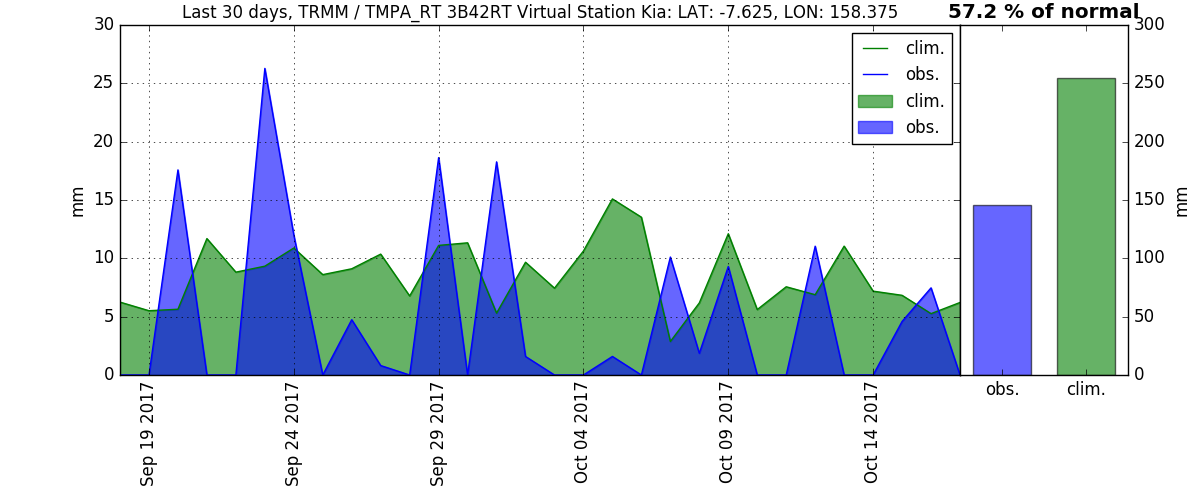 Last 30 days, TRMM / TMPA_RT 3B42RT Virtual Station Kia: LAT: -7.625, LON: 158.375
57.2 % of normal
30
25
20
15
10
5
0
mm
clim.
obs.
clim.
obs.
Sep 19 2017
Sep 24 2017
Sep 29 2017
Oct 04 2017
Oct 09 2017
Oct 14 2017
300
250
200
150
100
50
0
mm
obs.
clim.